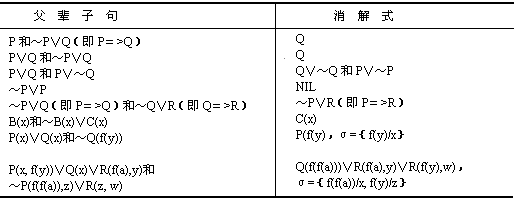 父 辈 子 句	消 解 式
P 和～P∨Q（即 P=>Q）	Q
P∨Q 和～P∨Q	Q
P∨Q 和 P∨～Q	Q∨～Q 和 P∨～P
～P∨P	NIL
～P∨Q（即 P=>Q）和～Q∨R（即 Q=>R）	～P∨R（即 P=>R）
B(x)和～B(x)∨C(x)	C(x)
P(x)∨Q(x)和～Q(f(y))	P(f(y)，σ={f(y)/x}
P(x, f(y))∨Q(x)∨R(f(a),y)和	Q(f(f(a)))∨R(f(a),y)∨R(f(y),w)，
～P(f(f(a)),z)∨R(z, w)	σ={f(f(a))/x, f(y)/z}